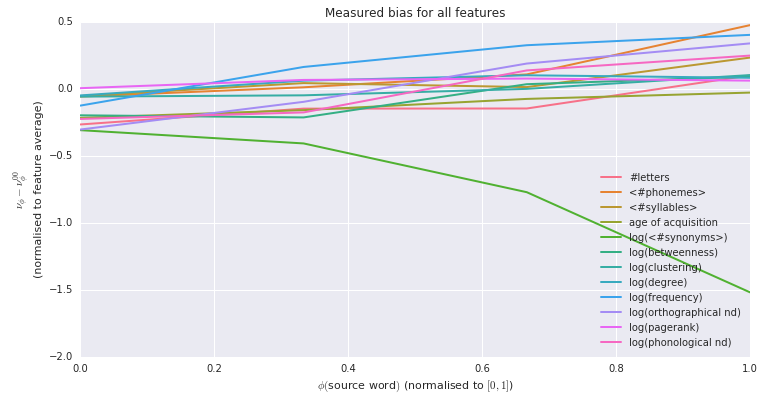 Measured bias for all features
0.5
0.0
−0.5
−1.0
−1.5
−2.0
ν_ϕ − ν_ϕ^00
(normalised to feature average)
#letters
<#phonemes>
<#syllables>
age of acquisition
log(<#synonyms>)
log(betweenness)
log(clustering)
log(degree)
log(frequency)
log(orthographical nd)
log(pagerank)
log(phonological nd)
0.0 0.2 0.4 0.6 0.8 1.0
ϕ(source word) (normalised to [0, 1])